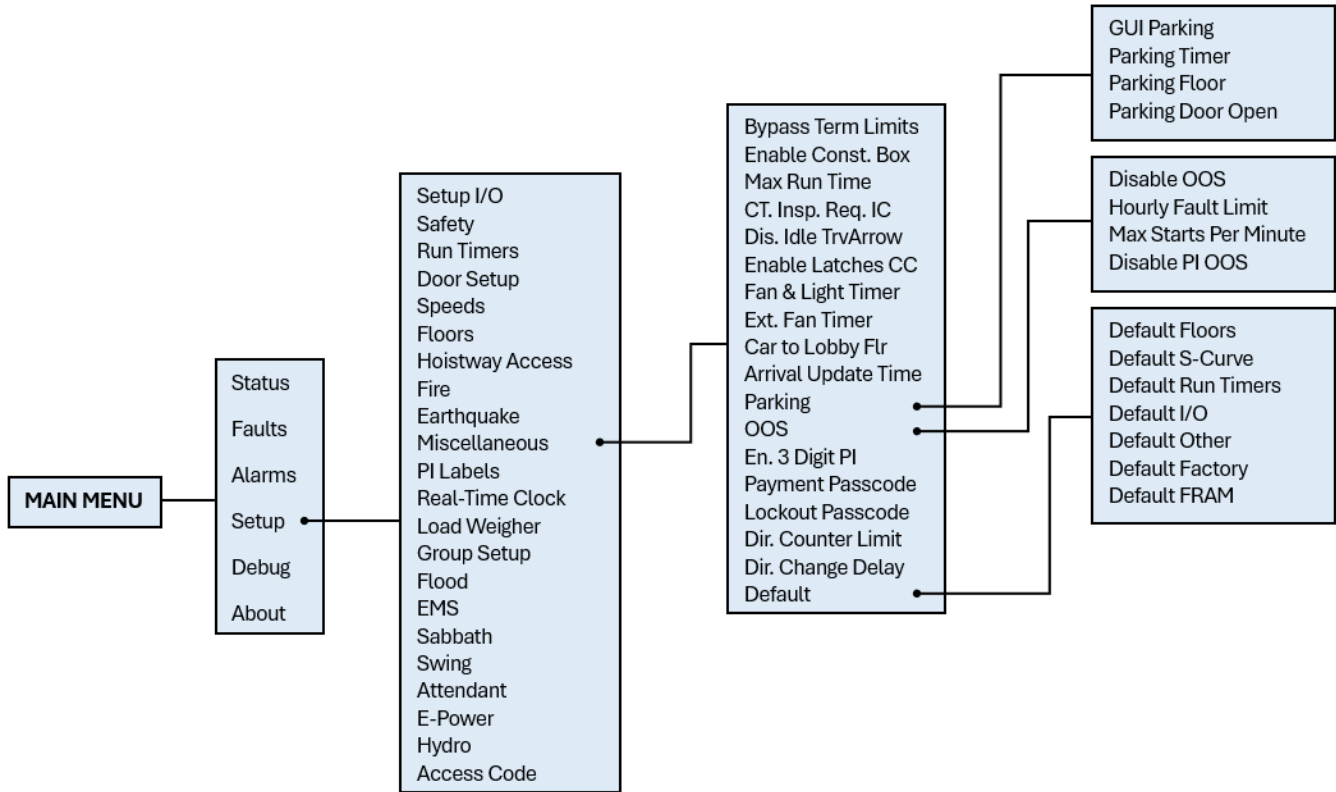 MAIN MENU
Status
Faults
Alarms
Setup
Debug
About
Setup I/O
Safety
Run Timers
Door Setup
Speeds
Floors
Hoistway Access
Fire
Earthquake
Miscellaneous
PI Labels
Real-Time Clock
Load Weigher
Group Setup
Flood
EMS
Sabbath
Swing
Attendant
E-Power
Hydro
Access Code
Bypass Term Limits
Enable Const. Box
Max Run Time
CT. Insp. Req. IC
Dis. Idle TrvArrow
Enable Latches CC
Fan & Light Timer
Ext. Fan Timer
Car to Lobby Flr
Arrival Update Time
Parking
OOS
En. 3 Digit PI
Payment Passcode
Lockout Passcode
Dir. Counter Limit
Dir. Change Delay
Default
GUI Parking
Parking Timer
Parking Floor
Parking Door Open
Disable OOS
Hourly Fault Limit
Max Starts Per Minute
Disable PI OOS
Default Floors
Default S-Curve
Default Run Timers
Default I/O
Default Other
Default Factory
Default FRAM